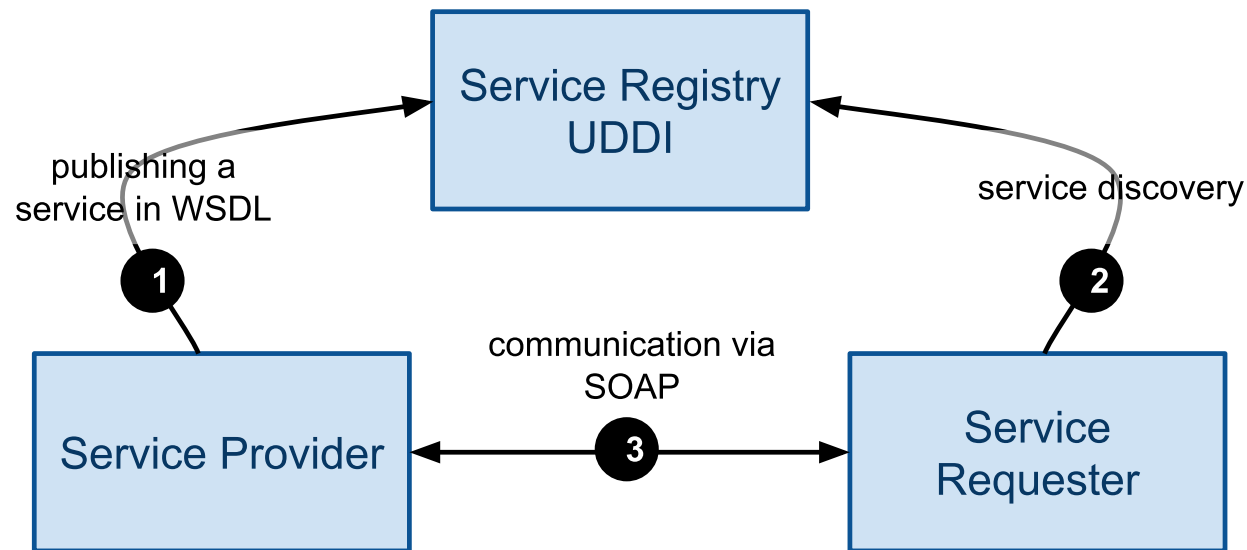 Service Registry
UDDI
publishing a
service in WSDL
service discovery
1
2
communication via
SOAP
3
Service Provider
Service
Requester